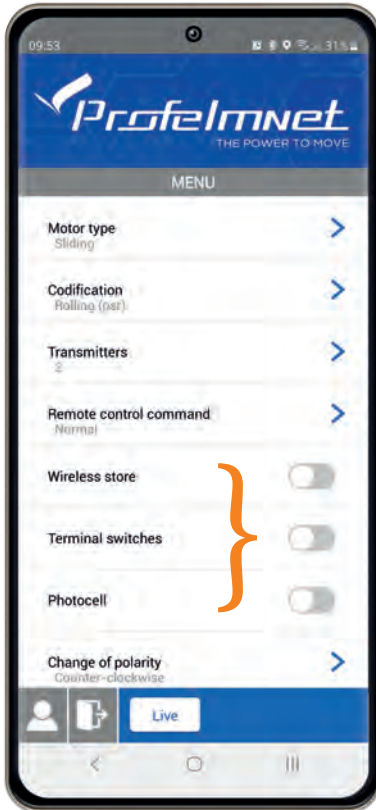 09:53
31%
Profelmnet
THE POWER TO MOVE
MENU
Motor type
Sliding
Codification
Rolling (psr)
Transmitters
2
Remote control command
Normal
Wireless store
Terminal switches
Photocell
Change of polarity
Counter-clockwise
Live